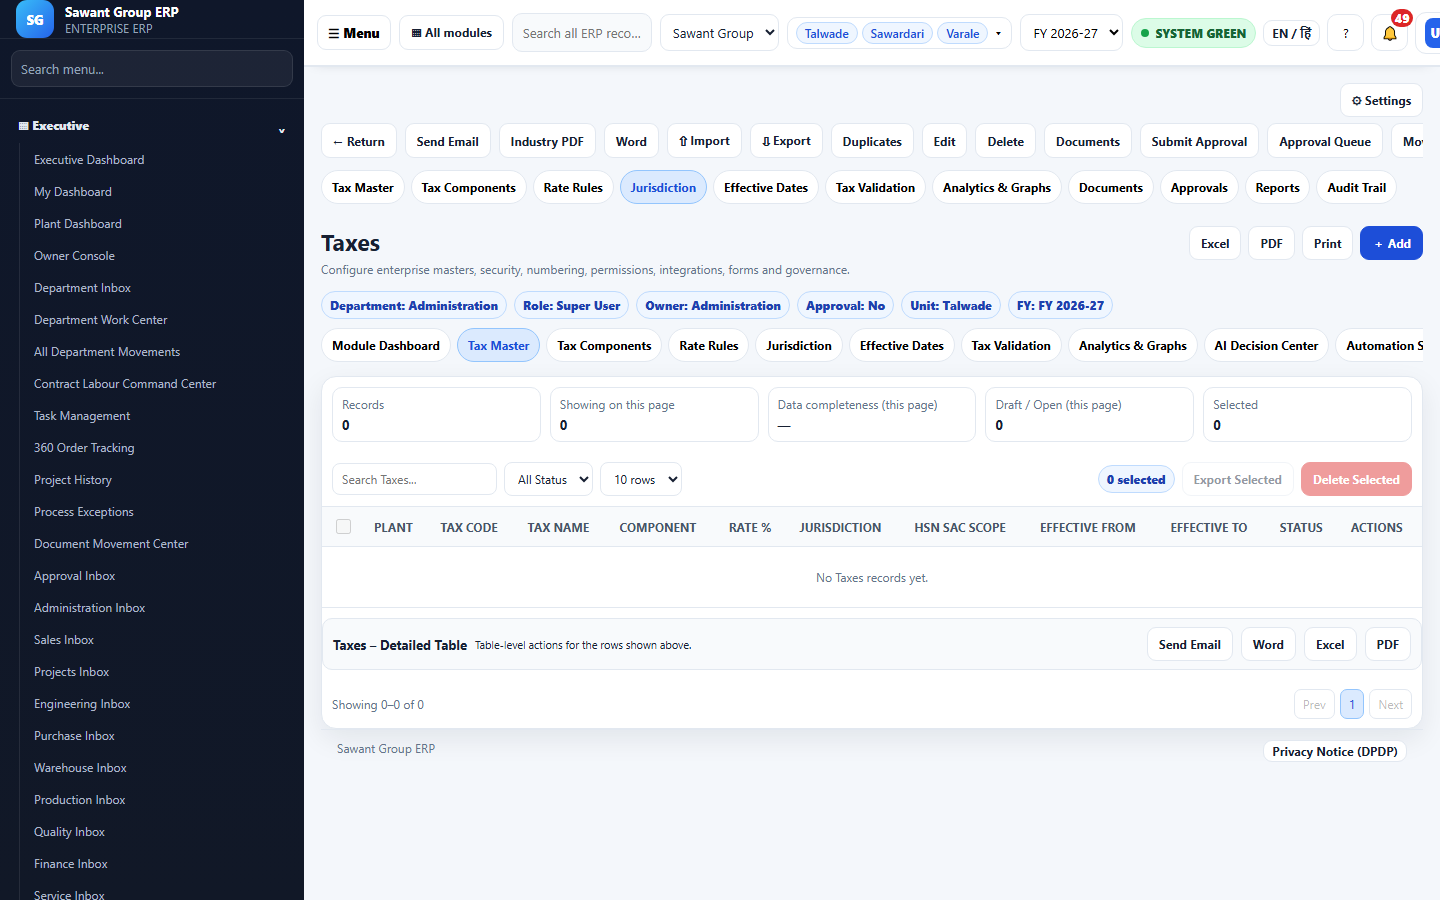 SG
Sawant Group ERP
ENTERPRISE ERP
Search menu...
Executive
Executive Dashboard
My Dashboard
Plant Dashboard
Owner Console
Department Inbox
Department Work Center
All Department Movements
Contract Labour Command Center
Task Management
360 Order Tracking
Project History
Process Exceptions
Document Movement Center
Approval Inbox
Administration Inbox
Sales Inbox
Projects Inbox
Engineering Inbox
Purchase Inbox
Warehouse Inbox
Production Inbox
Quality Inbox
Finance Inbox
Service Inbox
☰ Menu
All modules
Search all ERP reco...
Sawant Group
Talwade Sawardari Varale
FY 2026-27
SYSTEM GREEN
EN / हिं
?
49
U
⚙ Settings
← Return Send Email Industry PDF Word ⇧ Import ⇩ Export Duplicates Edit Delete Documents Submit Approval Approval Queue Mov
Tax Master Tax Components Rate Rules Jurisdiction Effective Dates Tax Validation Analytics & Graphs Documents Approvals Reports Audit Trail
Taxes
Excel PDF Print + Add
Configure enterprise masters, security, numbering, permissions, integrations, forms and governance.
Department: Administration Role: Super User Owner: Administration Approval: No Unit: Talwade FY: FY 2026-27
Module Dashboard Tax Master Tax Components Rate Rules Jurisdiction Effective Dates Tax Validation Analytics & Graphs AI Decision Center Automation S
Records
0
Showing on this page
0
Data completeness (this page)
—
Draft / Open (this page)
0
Selected
0
Search Taxes...
All Status
10 rows
0 selected
Export Selected
Delete Selected
PLANT TAX CODE TAX NAME COMPONENT RATE % JURISDICTION HSN SAC SCOPE EFFECTIVE FROM EFFECTIVE TO STATUS ACTIONS
No Taxes records yet.
Taxes – Detailed Table Table-level actions for the rows shown above.
Send Email Word Excel PDF
Showing 0–0 of 0
Prev 1 Next
Sawant Group ERP
Privacy Notice (DPDP)